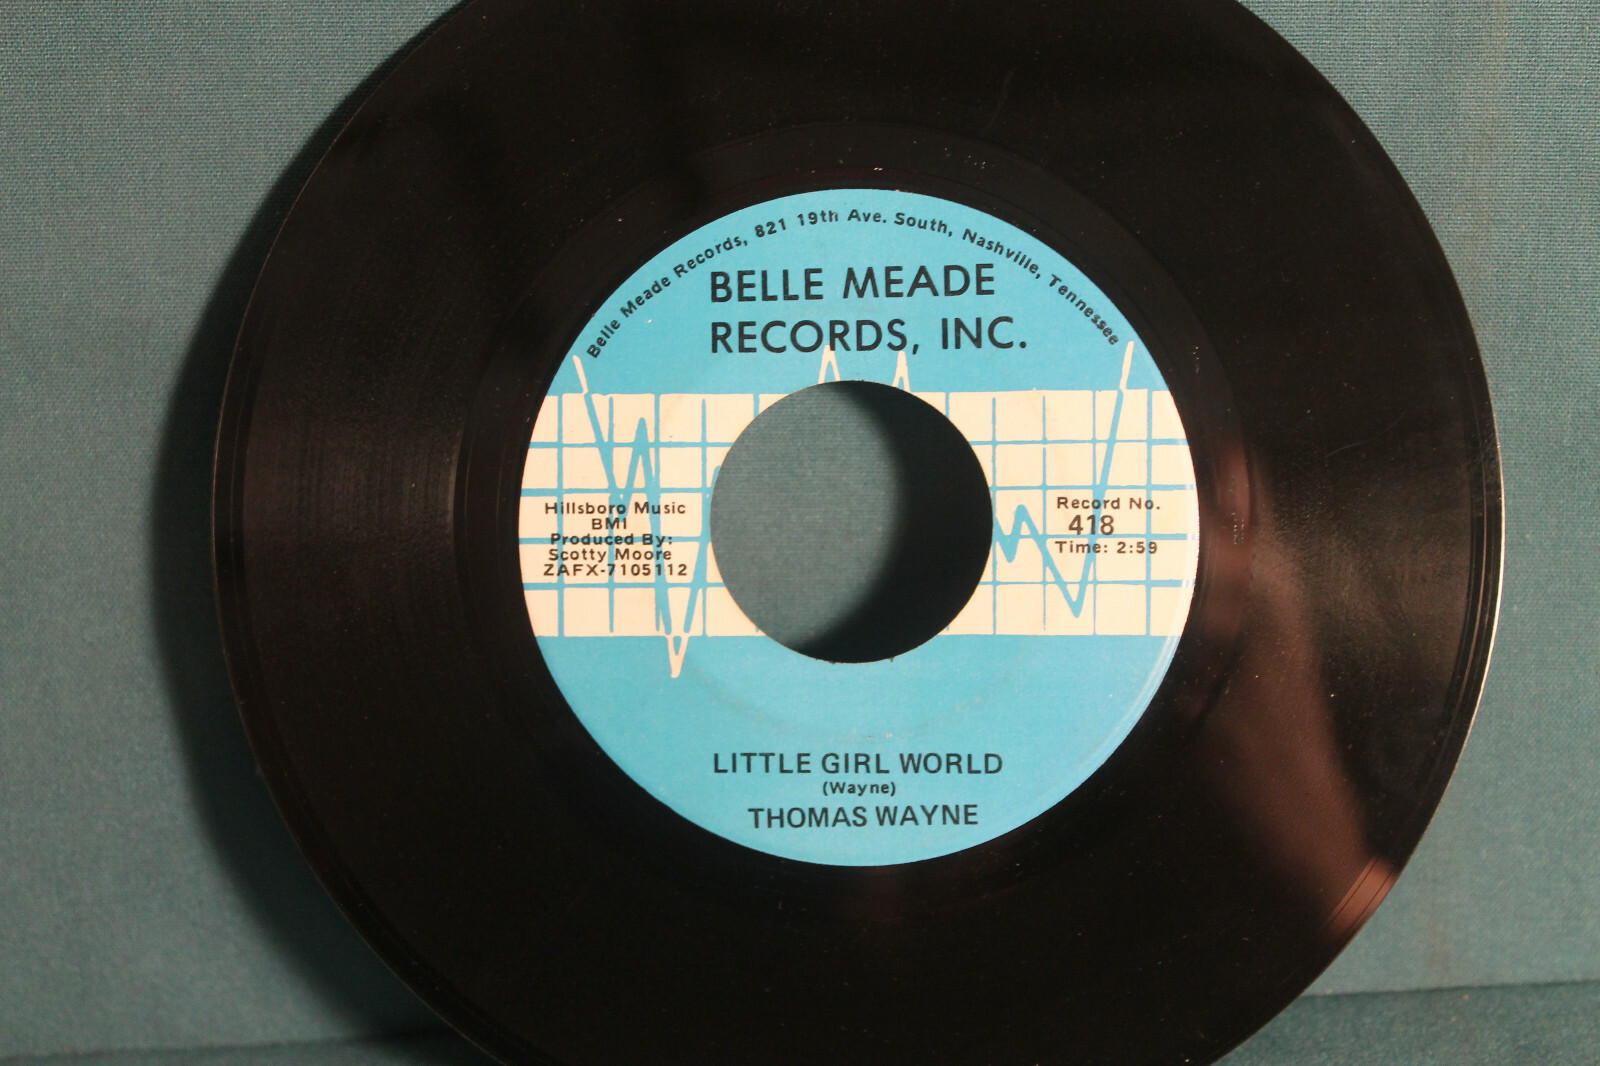 Belle Meade Records, 821 19th Ave. South, Nashville, Tennessee
BELLE MEADE
RECORDS, INC.
Hillsboro Music
BMI
Produced By:
Scotty Moore
ZAFX-7105112
Record No.
418
Time: 2:59
LITTLE GIRL WORLD
(Wayne)
THOMAS WAYNE